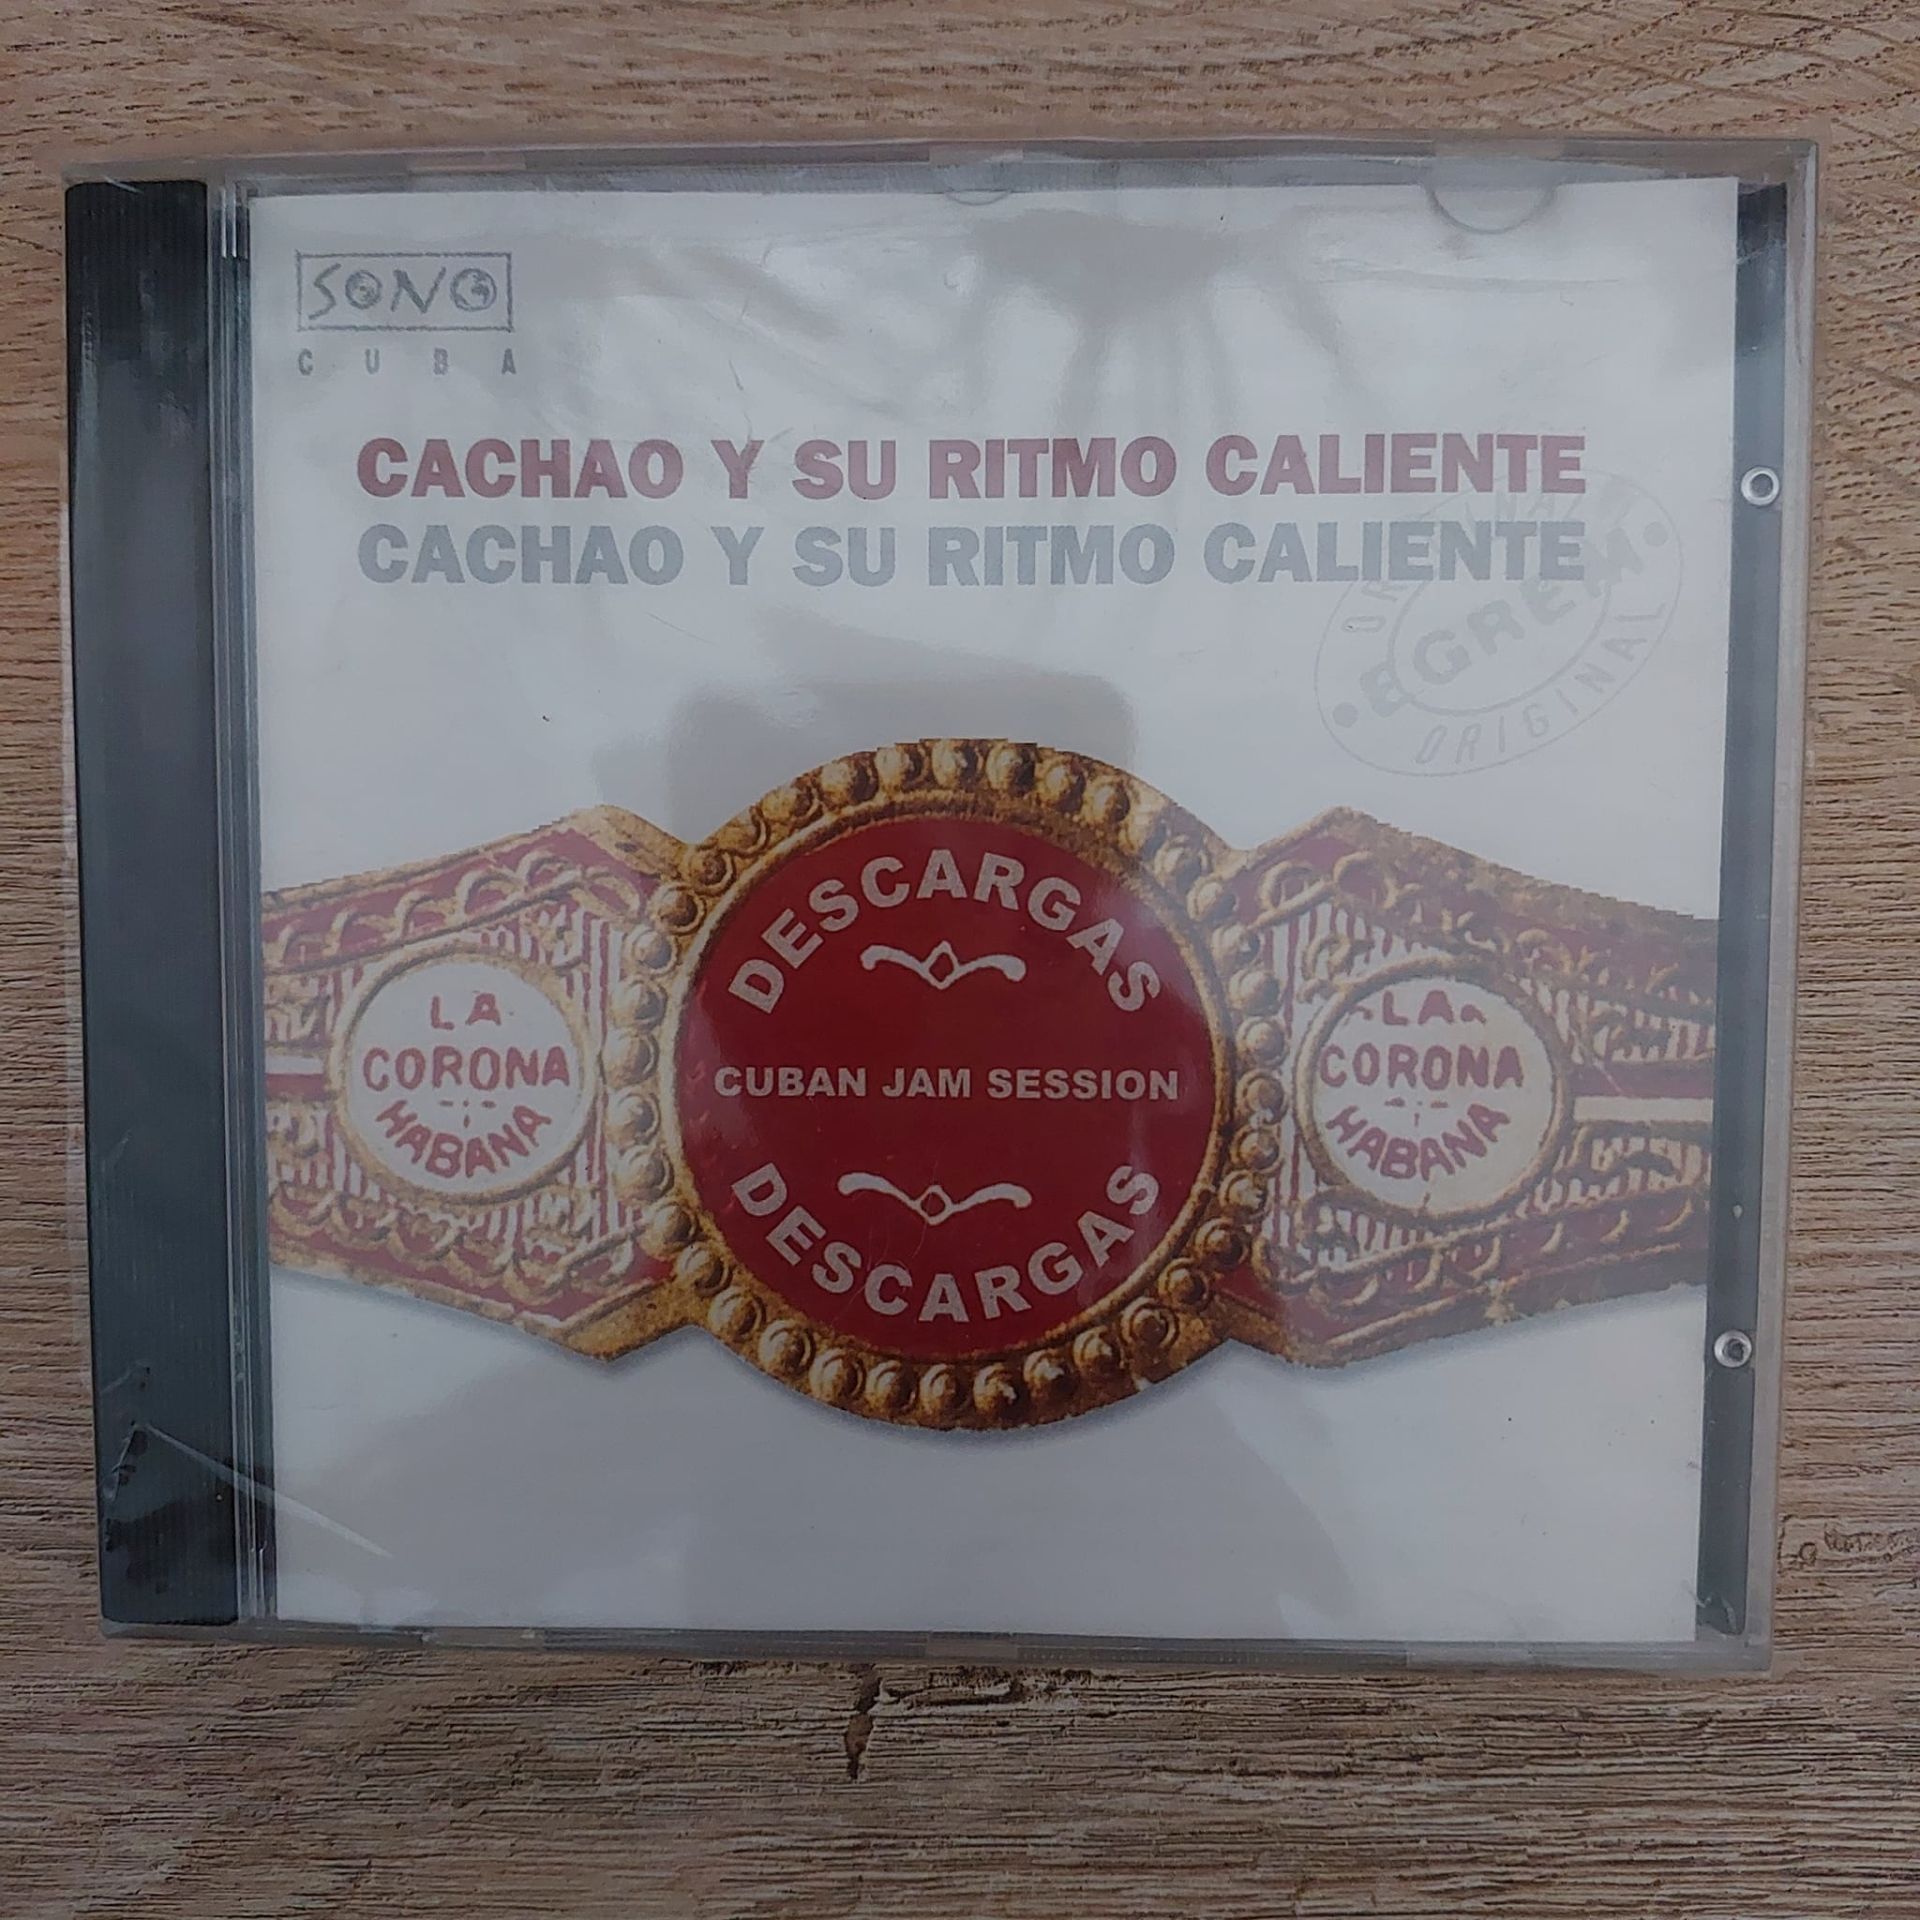 SONO
CUBA
CACHAO Y SU RITMO CALIENTE
CACHAO Y SU RITMO CALIENTE
EGREM
ORIGINAL
DESCARGAS
CUBAN JAM SESSION
DESCARGAS
LA
CORONA
HABANA
LA
CORONA
HABANA